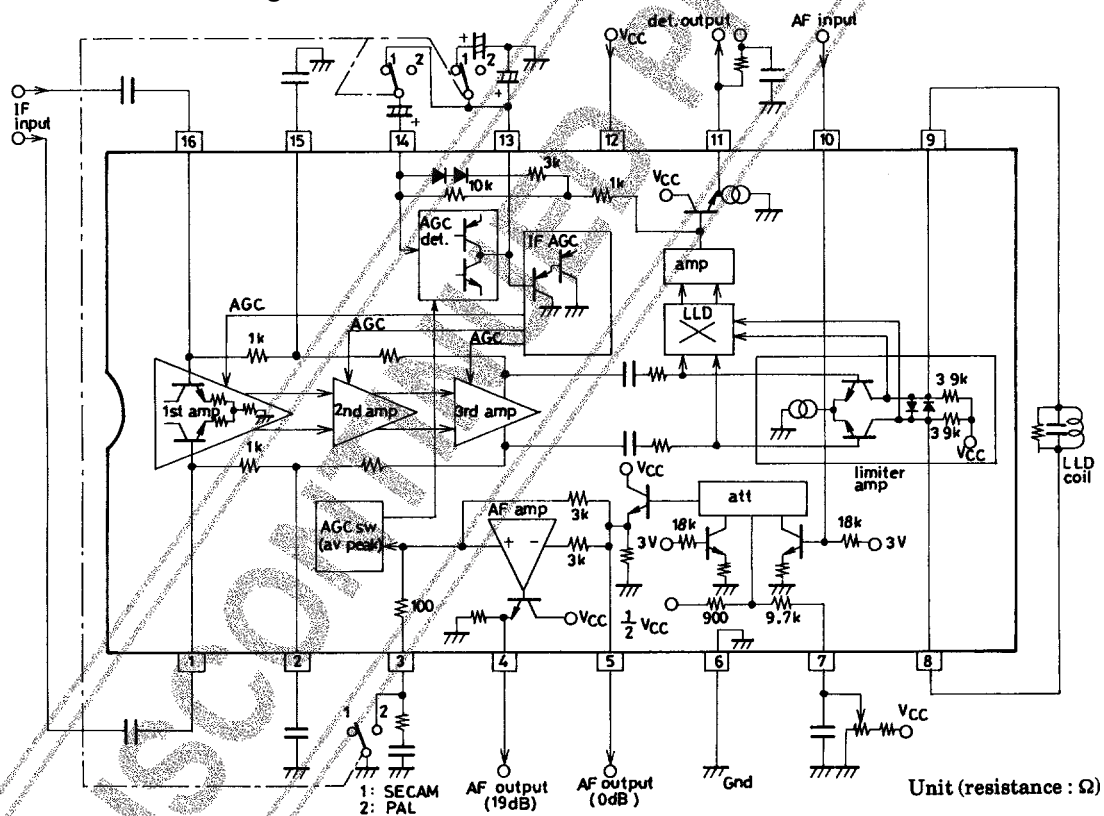 det. output
AF input
VCC
1
2
1
2
+
+
+
IF
input
16
15
14
13
12
11
10
9
3k
10k
1k
VCC
AGC
det.
IF AGC
amp
LLD
AGC
AGC
AGC
1k
1st amp
2nd amp
3rd amp
1k
3.9k
3.9k
VCC
limiter
amp
LLD
coil
VCC
att
AF amp
AGC sw
(av peak)
3k
+ −
3k
3V
18k
18k
3V
100
VCC
1/2 VCC
900
9.7k
1
2
3
4
5
6
7
8
1
2
VCC
1: SECAM
2: PAL
AF output
(19dB)
AF output
(0dB)
Gnd
Unit (resistance : Ω)